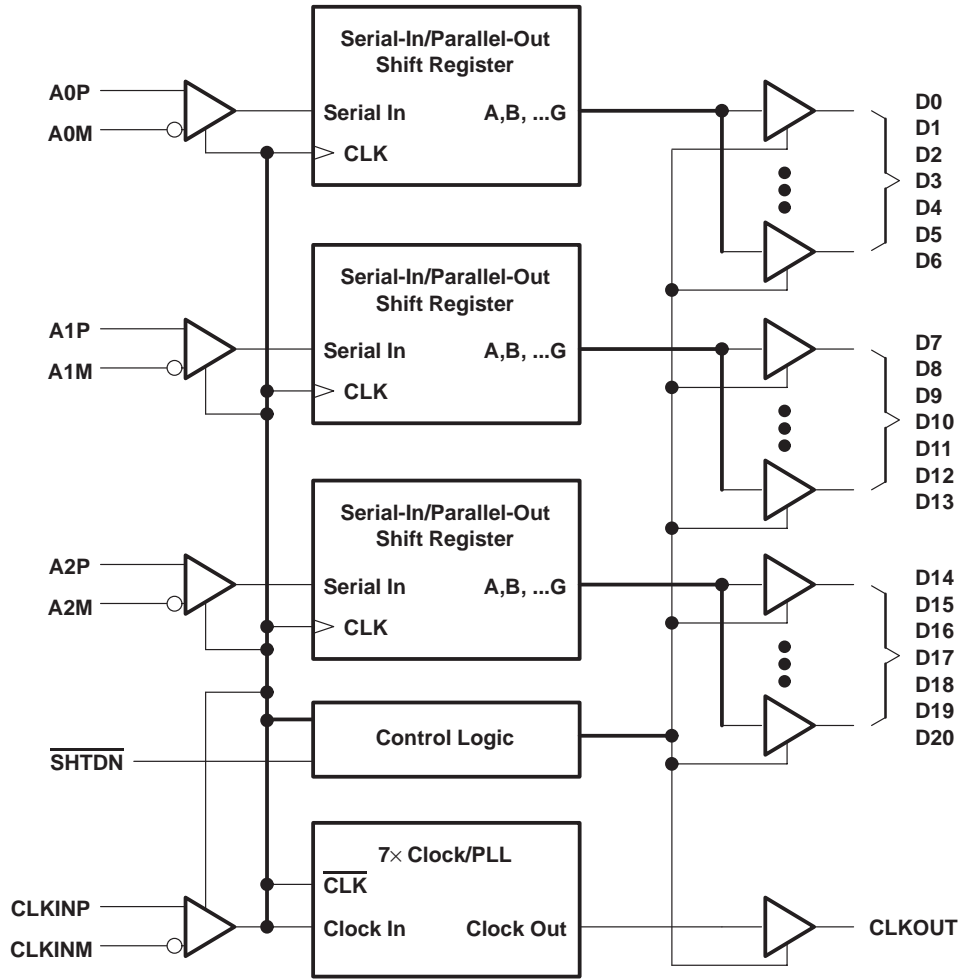 Serial-In/Parallel-Out
Shift Register
A0P
A0M
Serial In
A,B, ...G
CLK
D0
D1
D2
D3
D4
D5
D6
Serial-In/Parallel-Out
Shift Register
A1P
A1M
Serial In
A,B, ...G
CLK
D7
D8
D9
D10
D11
D12
D13
Serial-In/Parallel-Out
Shift Register
A2P
A2M
Serial In
A,B, ...G
CLK
D14
D15
D16
D17
D18
D19
D20
Control Logic
SHTDN
7× Clock/PLL
CLK
CLKINP
CLKINM
Clock In
Clock Out
CLKOUT